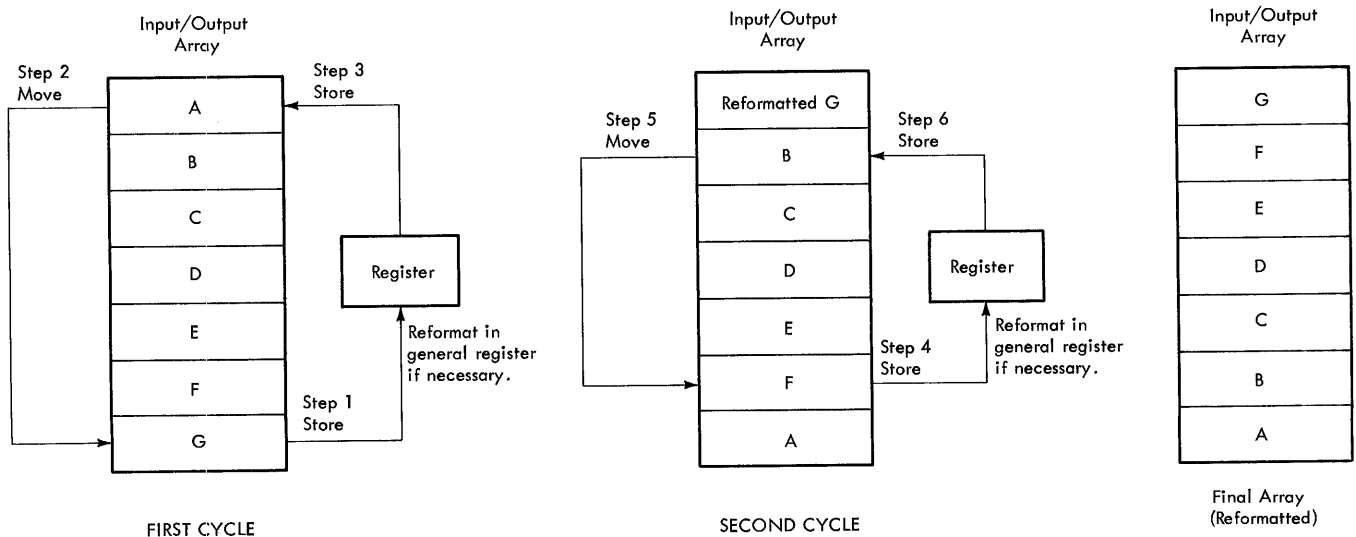 Input/Output
Array
Step 2
Move
Step 3
Store
A
B
C
D
E
F
G
Register
Reformat in
general register
if necessary.
Step 1
Store
FIRST CYCLE
Input/Output
Array
Step 5
Move
Step 6
Store
Reformatted G
B
C
D
E
F
A
Register
Reformat in
general register
if necessary.
Step 4
Store
SECOND CYCLE
Input/Output
Array
G
F
E
D
C
B
A
Final Array
(Reformatted)